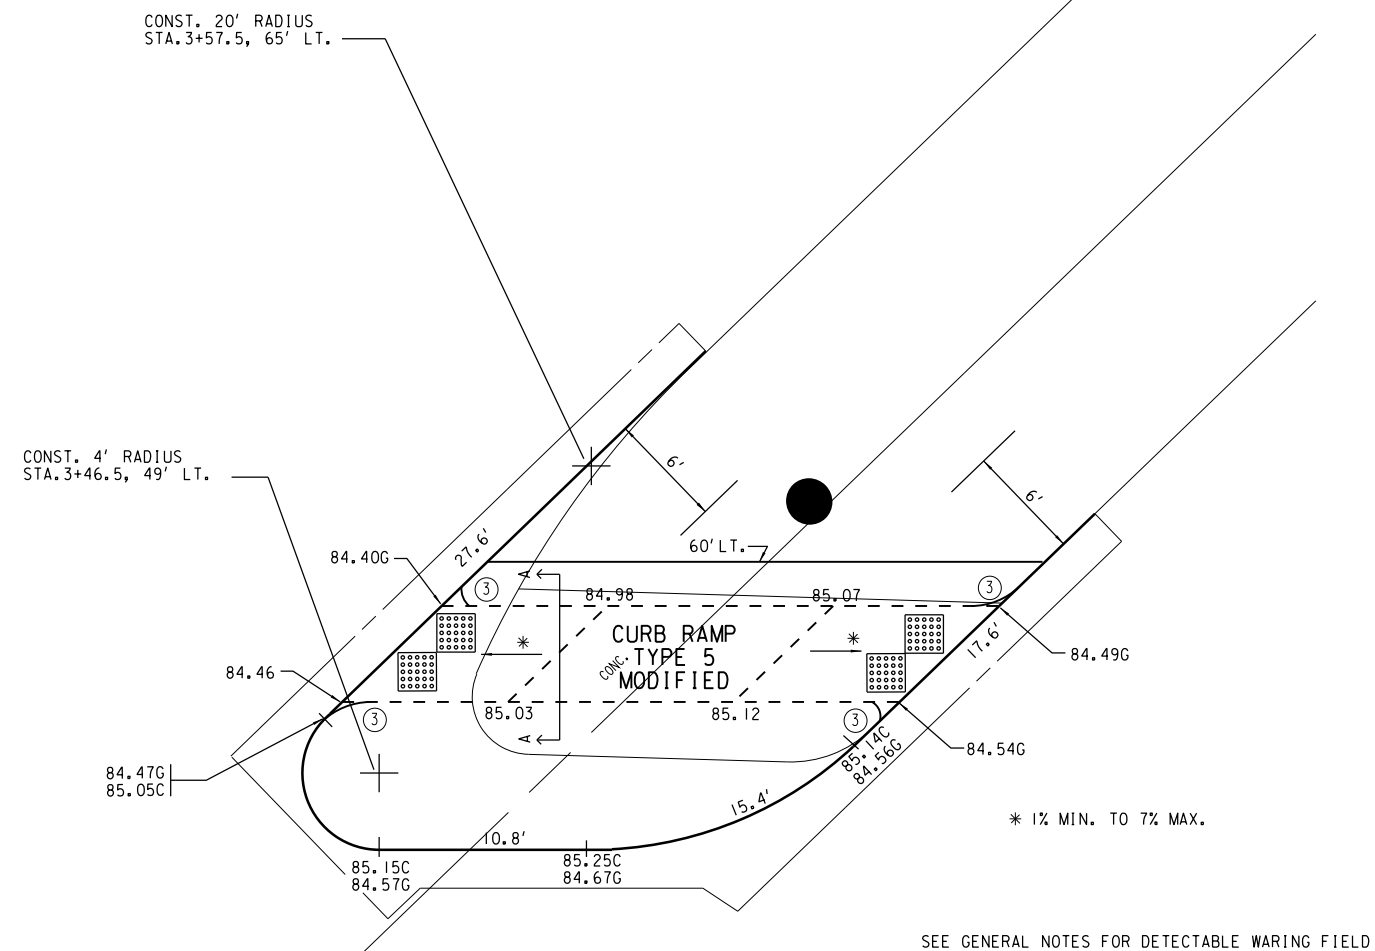 CONST. 20' RADIUS
STA.3+57.5, 65' LT.
CONST. 4' RADIUS
STA.3+46.5, 49' LT.
6'
6'
27.6'
60' LT.
84.40G
3
A
84.98
85.07
3
CURB RAMP
TYPE 5
MODIFIED
CONC.
*
*
17.6'
84.49G
84.46
3
85.03
85.12
3
A
84.54G
85.14C
84.56G
84.47G
85.05C
15.4'
10.8'
85.15C
84.57G
85.25C
84.67G
* 1% MIN. TO 7% MAX.
SEE GENERAL NOTES FOR DETECTABLE WARING FIELD